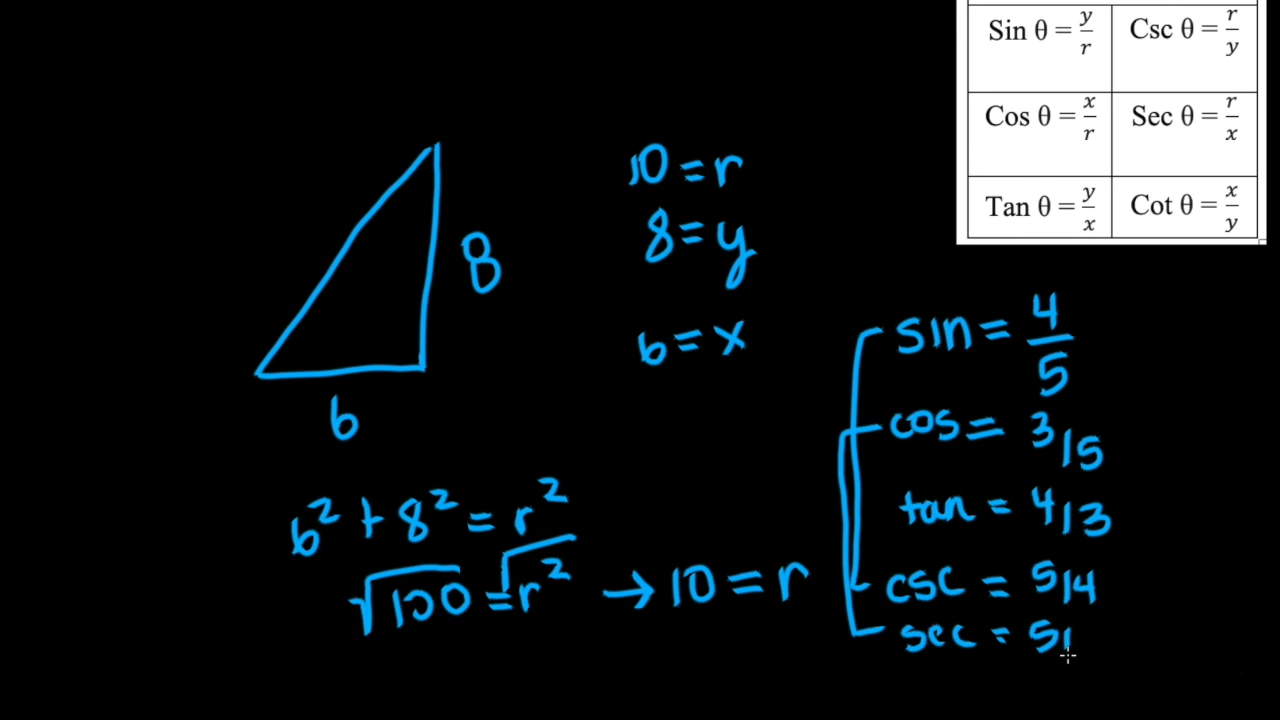 Sin θ = y/r
Csc θ = r/y
Cos θ = x/r
Sec θ = r/x
Tan θ = y/x
Cot θ = x/y
8
6
10 = r
8 = y
6 = x
6² + 8² = r²
√100 = √r² → 10 = r
sin = 4/5
cos = 3/5
tan = 4/3
csc = 5/4
sec = 5/